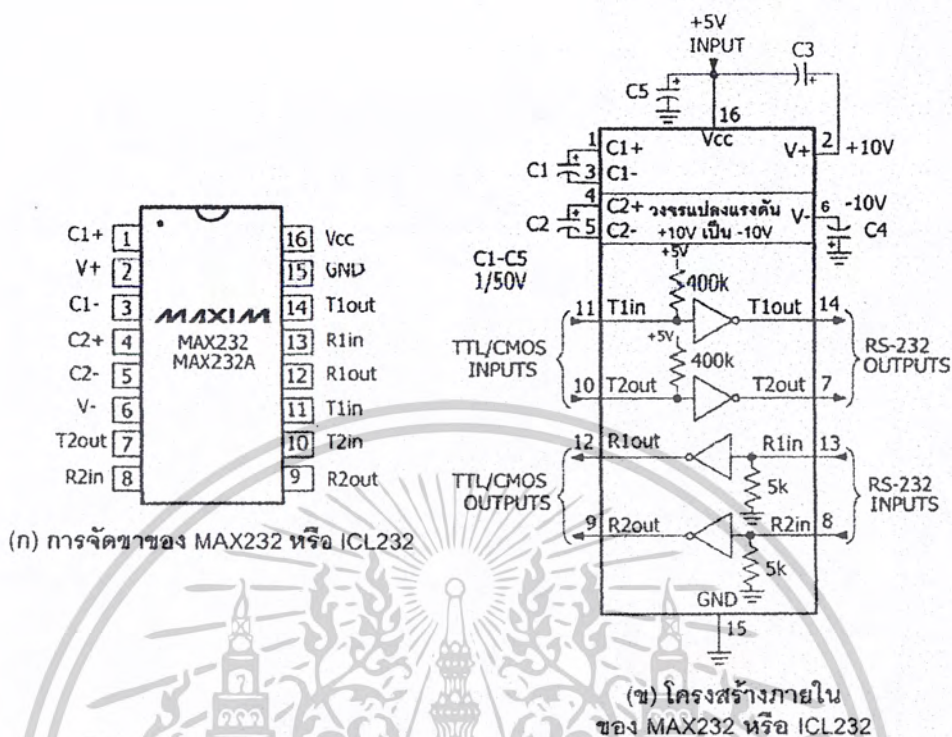 C1+ 1
V+ 2
C1- 3
C2+ 4
C2- 5
V- 6
T2out 7
R2in 8
MAXIM
MAX232
MAX232A
16 Vcc
15 GND
14 T1out
13 R1in
12 R1out
11 T1in
10 T2in
9 R2out
(ก) การจัดขาของ MAX232 หรือ ICL232
+5V
INPUT
C3
C5
16
Vcc
1 C1+
C1
3 C1-
2
V+
+10V
4 C2+
C2
5 C2-
วงจรแปลงแรงดัน
+10V เป็น -10V
V-
6
-10V
C4
C1-C5
1/50V
+5V
400k
11 T1in
T1out 14
+5V
400k
TTL/CMOS
INPUTS
RS-232
OUTPUTS
10 T2out
T2out 7
12 R1out
R1in 13
5k
TTL/CMOS
OUTPUTS
RS-232
INPUTS
9 R2out
R2in 8
5k
GND
15
(ข) โครงสร้างภายใน
ของ MAX232 หรือ ICL232